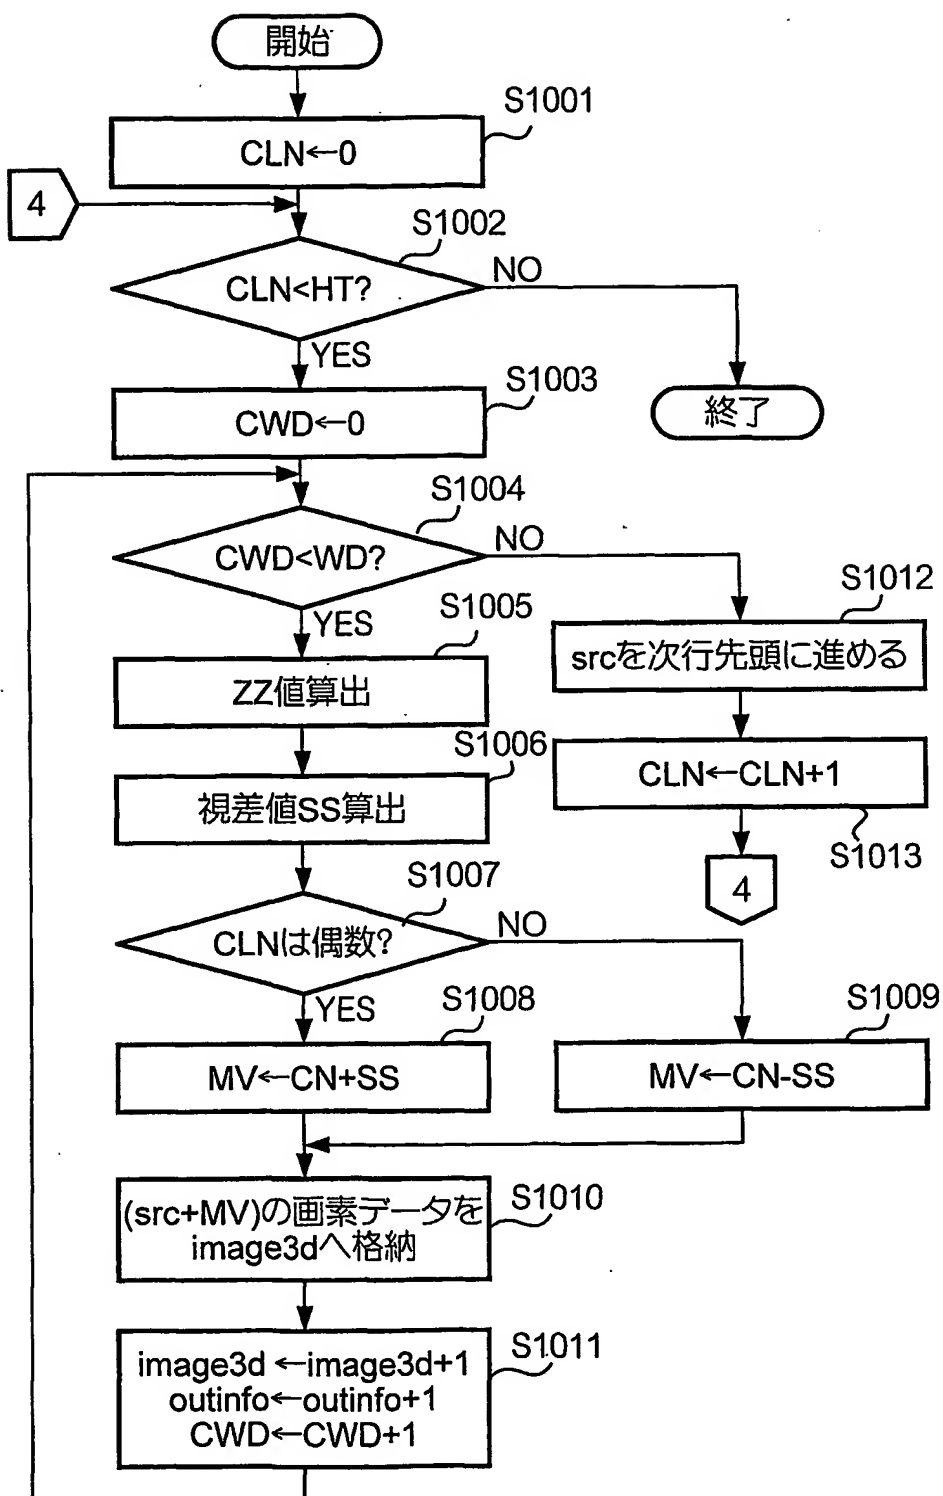 開始
S1001
CLN←0
4
S1002
CLN<HT?
NO
YES
S1003
CWD←0
終了
S1004
CWD<WD?
NO
YES
S1012
srcを次行先頭に進める
S1005
ZZ値算出
CLN←CLN+1
S1013
S1006
視差値SS算出
4
S1007
CLNは偶数?
NO
YES
S1008
MV←CN+SS
S1009
MV←CN-SS
S1010
(src+MV)の画素データを
image3dへ格納
S1011
image3d←image3d+1
outinfo←outinfo+1
CWD←CWD+1